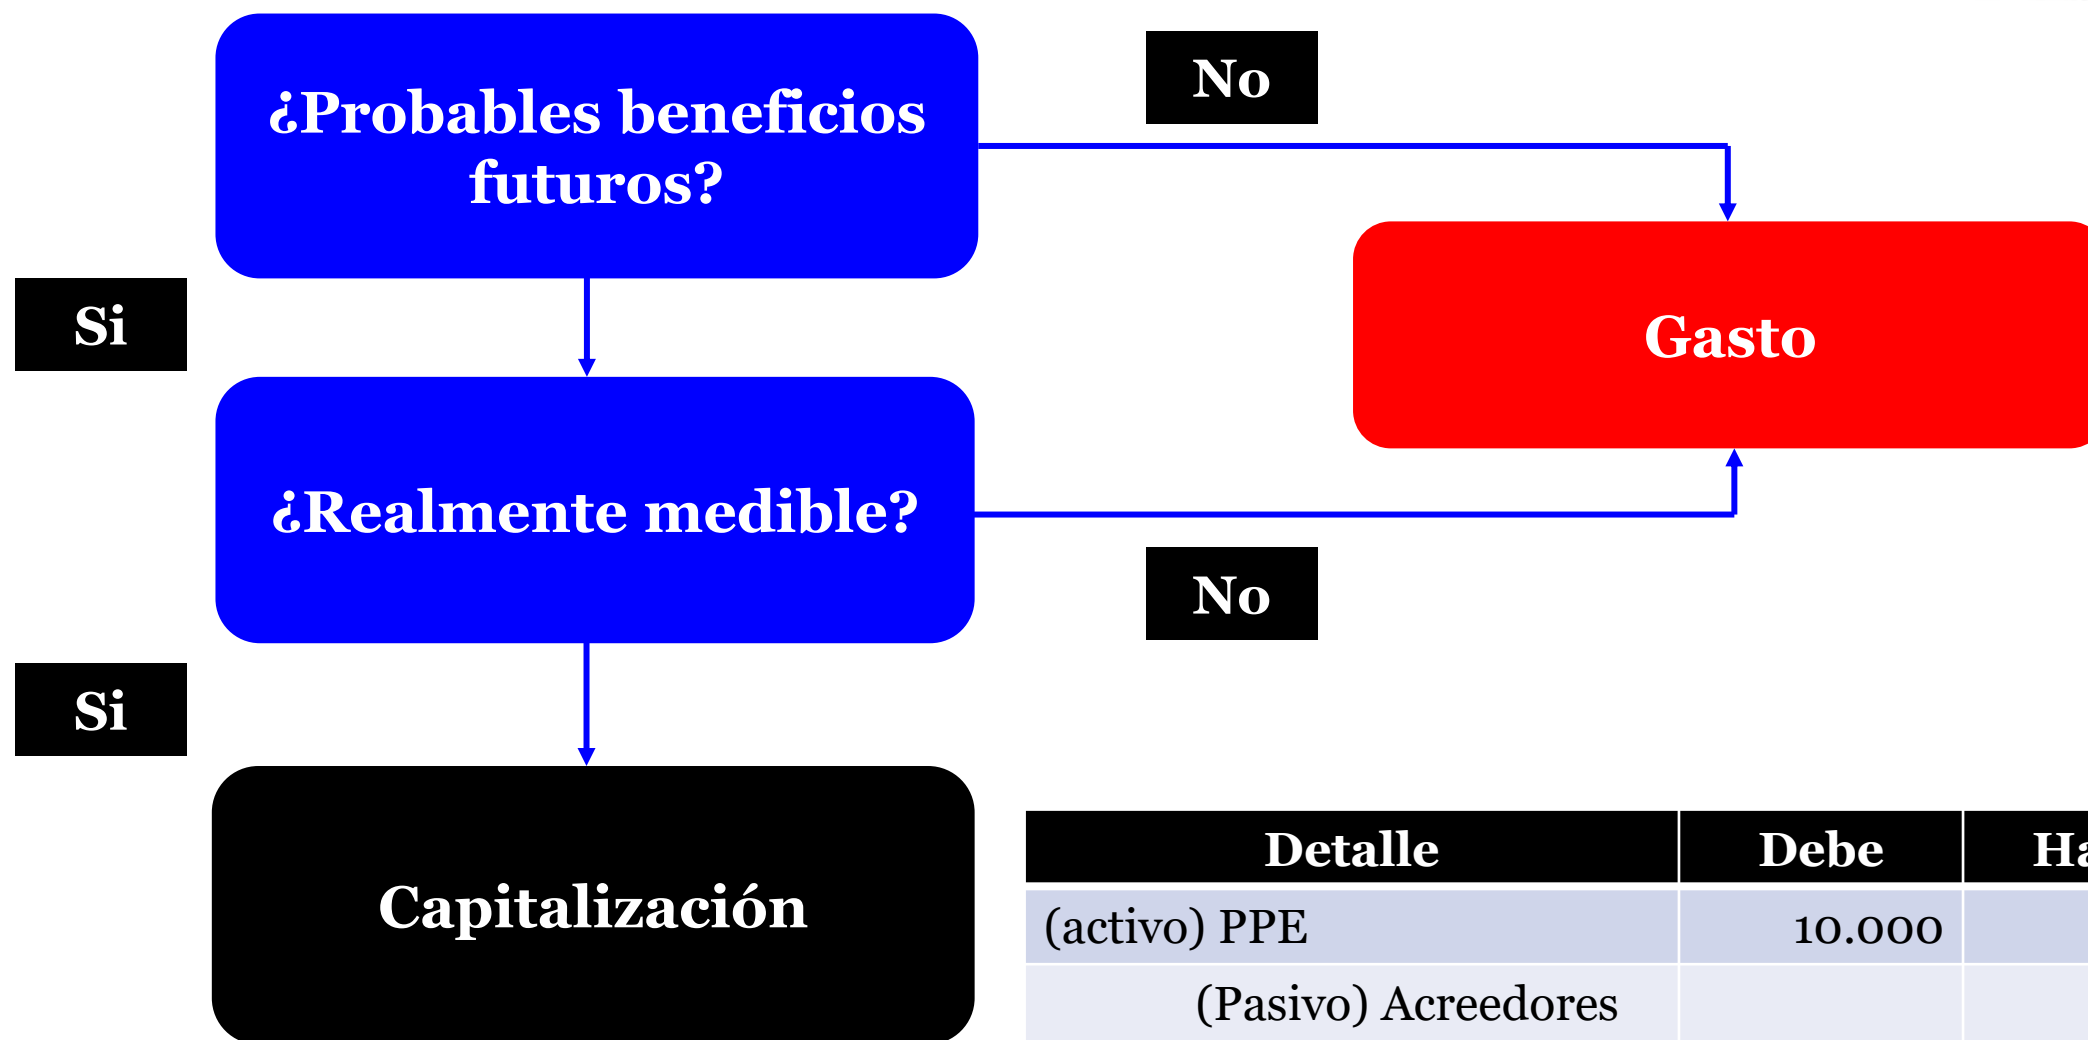 ¿Probables beneficios
futuros?
No
Si
Gasto
¿Realmente medible?
No
Si
Capitalización
Detalle Debe
(activo) PPE 10.000
(Pasivo) Acreedores